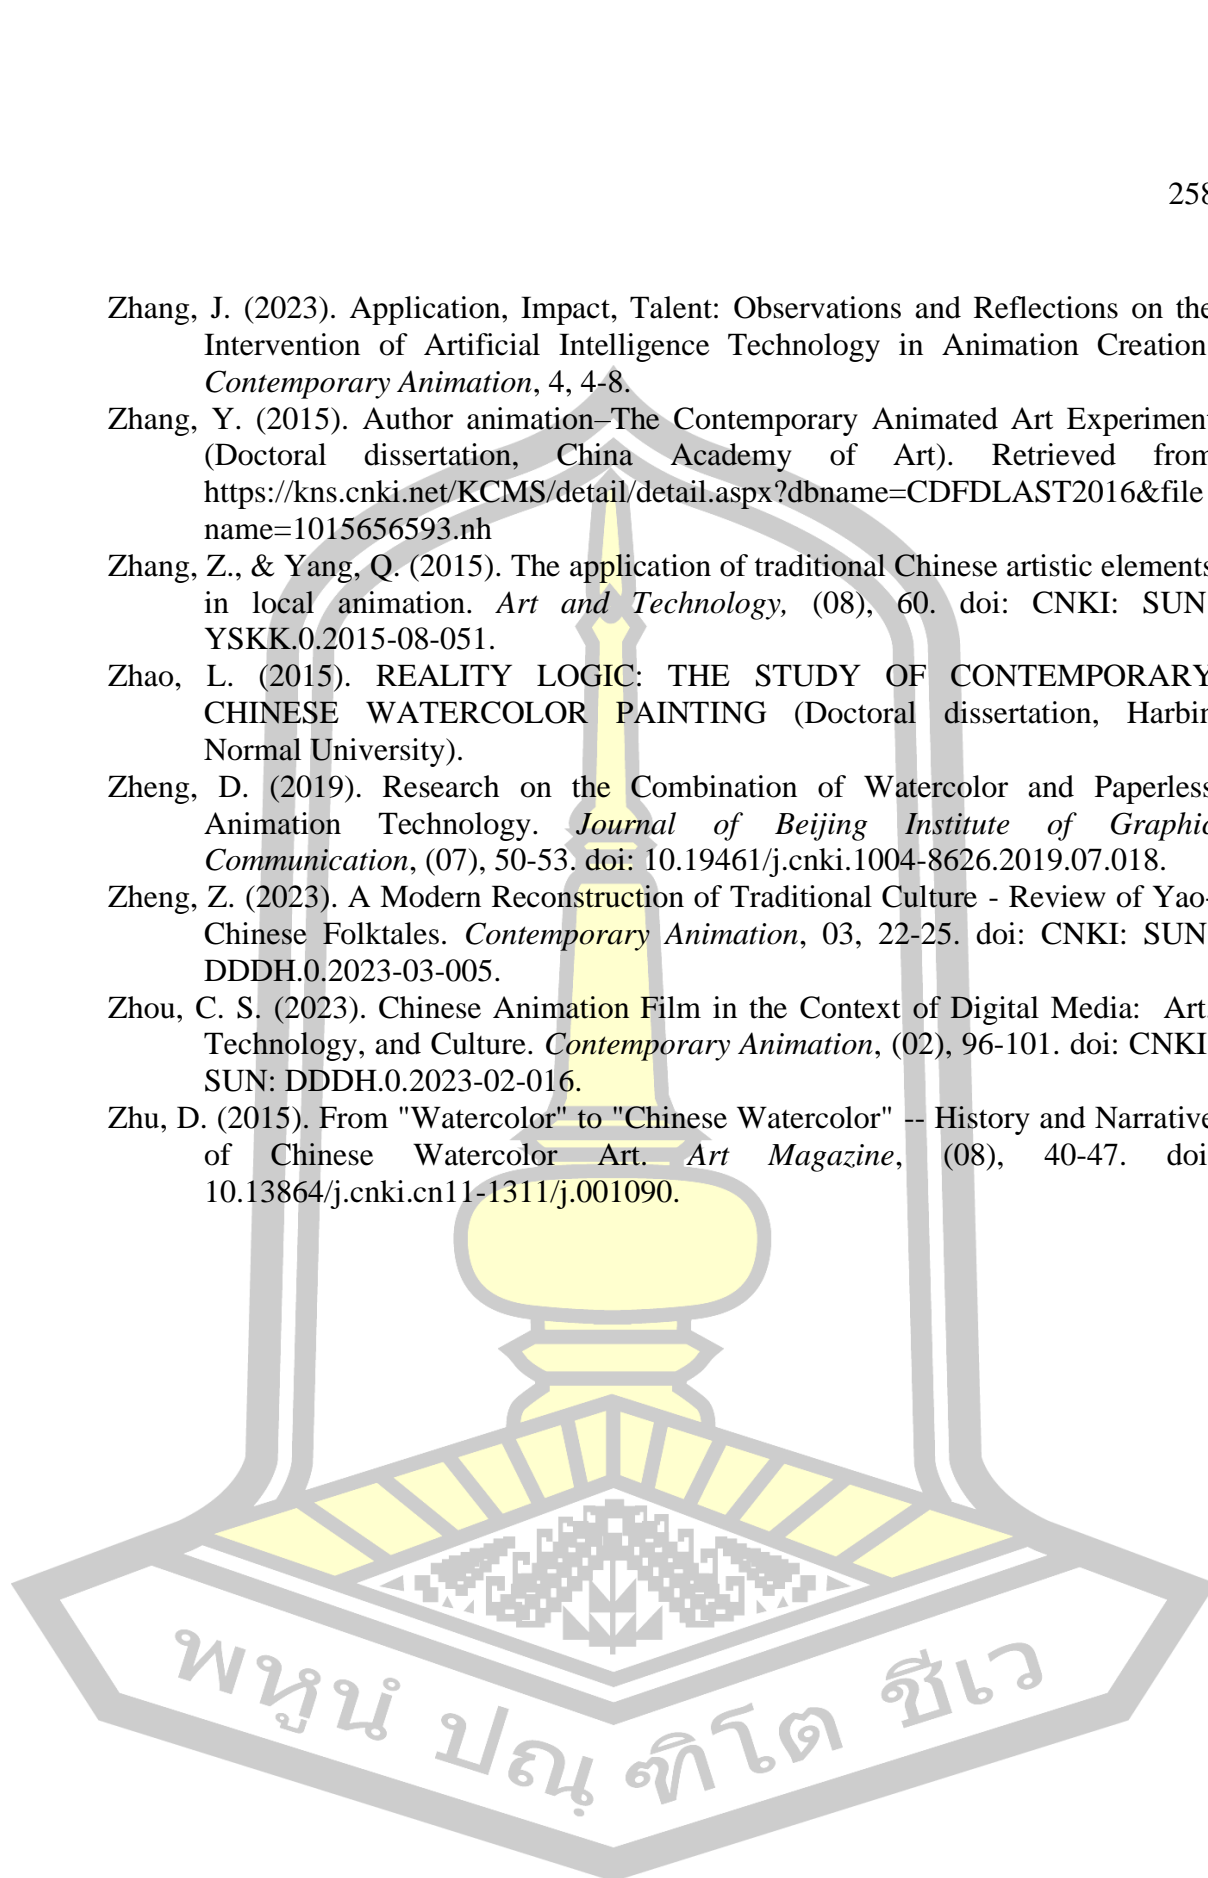 258
Zhang, J. (2023). Application, Impact, Talent: Observations and Reflections on the
Intervention of Artificial Intelligence Technology in Animation Creation.
Contemporary Animation, 4, 4-8.
Zhang, Y. (2015). Author animation–The Contemporary Animated Art Experiment
(Doctoral dissertation, China Academy of Art). Retrieved from
https://kns.cnki.net/KCMS/detail/detail.aspx?dbname=CDFDLAST2016&file
name=1015656593.nh
Zhang, Z., & Yang, Q. (2015). The application of traditional Chinese artistic elements
in local animation. Art and Technology, (08), 60. doi: CNKI: SUN:
YSKK.0.2015-08-051.
Zhao, L. (2015). REALITY LOGIC: THE STUDY OF CONTEMPORARY
CHINESE WATERCOLOR PAINTING (Doctoral dissertation, Harbin
Normal University).
Zheng, D. (2019). Research on the Combination of Watercolor and Paperless
Animation Technology. Journal of Beijing Institute of Graphic
Communication, (07), 50-53. doi: 10.19461/j.cnki.1004-8626.2019.07.018.
Zheng, Z. (2023). A Modern Reconstruction of Traditional Culture - Review of Yao-
Chinese Folktales. Contemporary Animation, 03, 22-25. doi: CNKI: SUN:
DDDH.0.2023-03-005.
Zhou, C. S. (2023). Chinese Animation Film in the Context of Digital Media: Art,
Technology, and Culture. Contemporary Animation, (02), 96-101. doi: CNKI:
SUN: DDDH.0.2023-02-016.
Zhu, D. (2015). From "Watercolor" to "Chinese Watercolor" -- History and Narrative
of Chinese Watercolor Art. Art Magazine, (08), 40-47. doi:
10.13864/j.cnki.cn11-1311/j.001090.
พหูนํ ปณฺฑิโต ชีเว